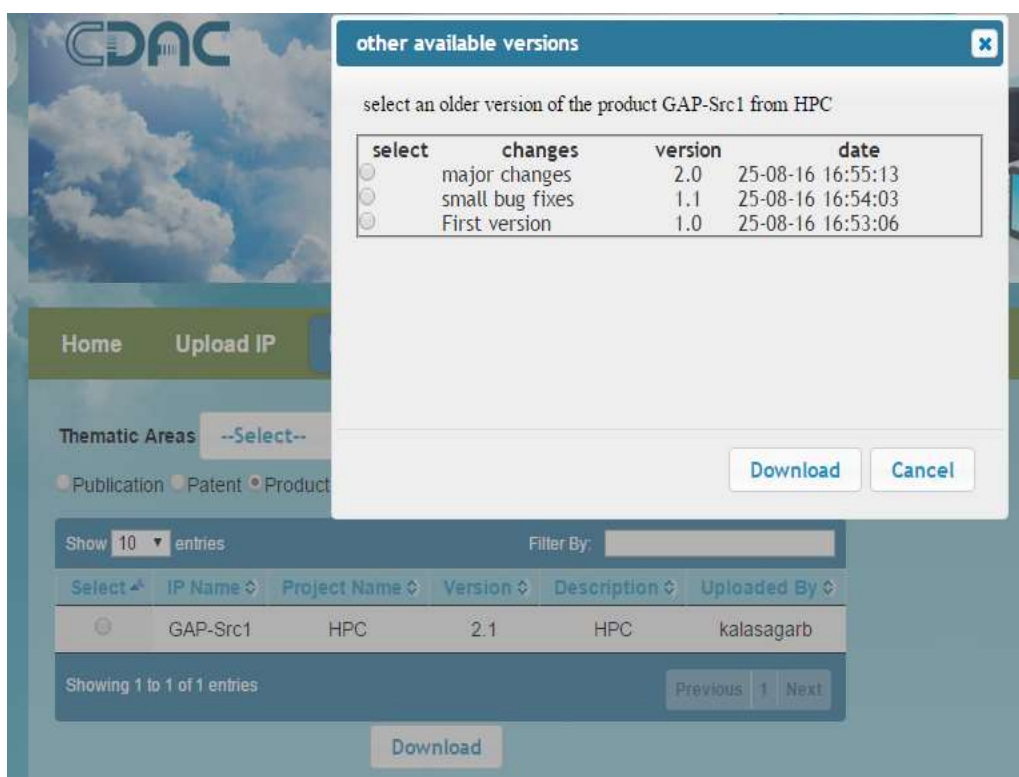 CDAC
other available versions
select an older version of the product GAP-Src1 from HPC
select changes version date
major changes 2.0 25-08-16 16:55:13
small bug fixes 1.1 25-08-16 16:54:03
First version 1.0 25-08-16 16:53:06
Download Cancel
Home Upload IP
Thematic Areas --Select--
Publication Patent Product
Show 10 entries Filter By:
Select IP Name Project Name Version Description Uploaded By
GAP-Src1 HPC 2.1 HPC kalasagarb
Showing 1 to 1 of 1 entries Previous 1 Next
Download